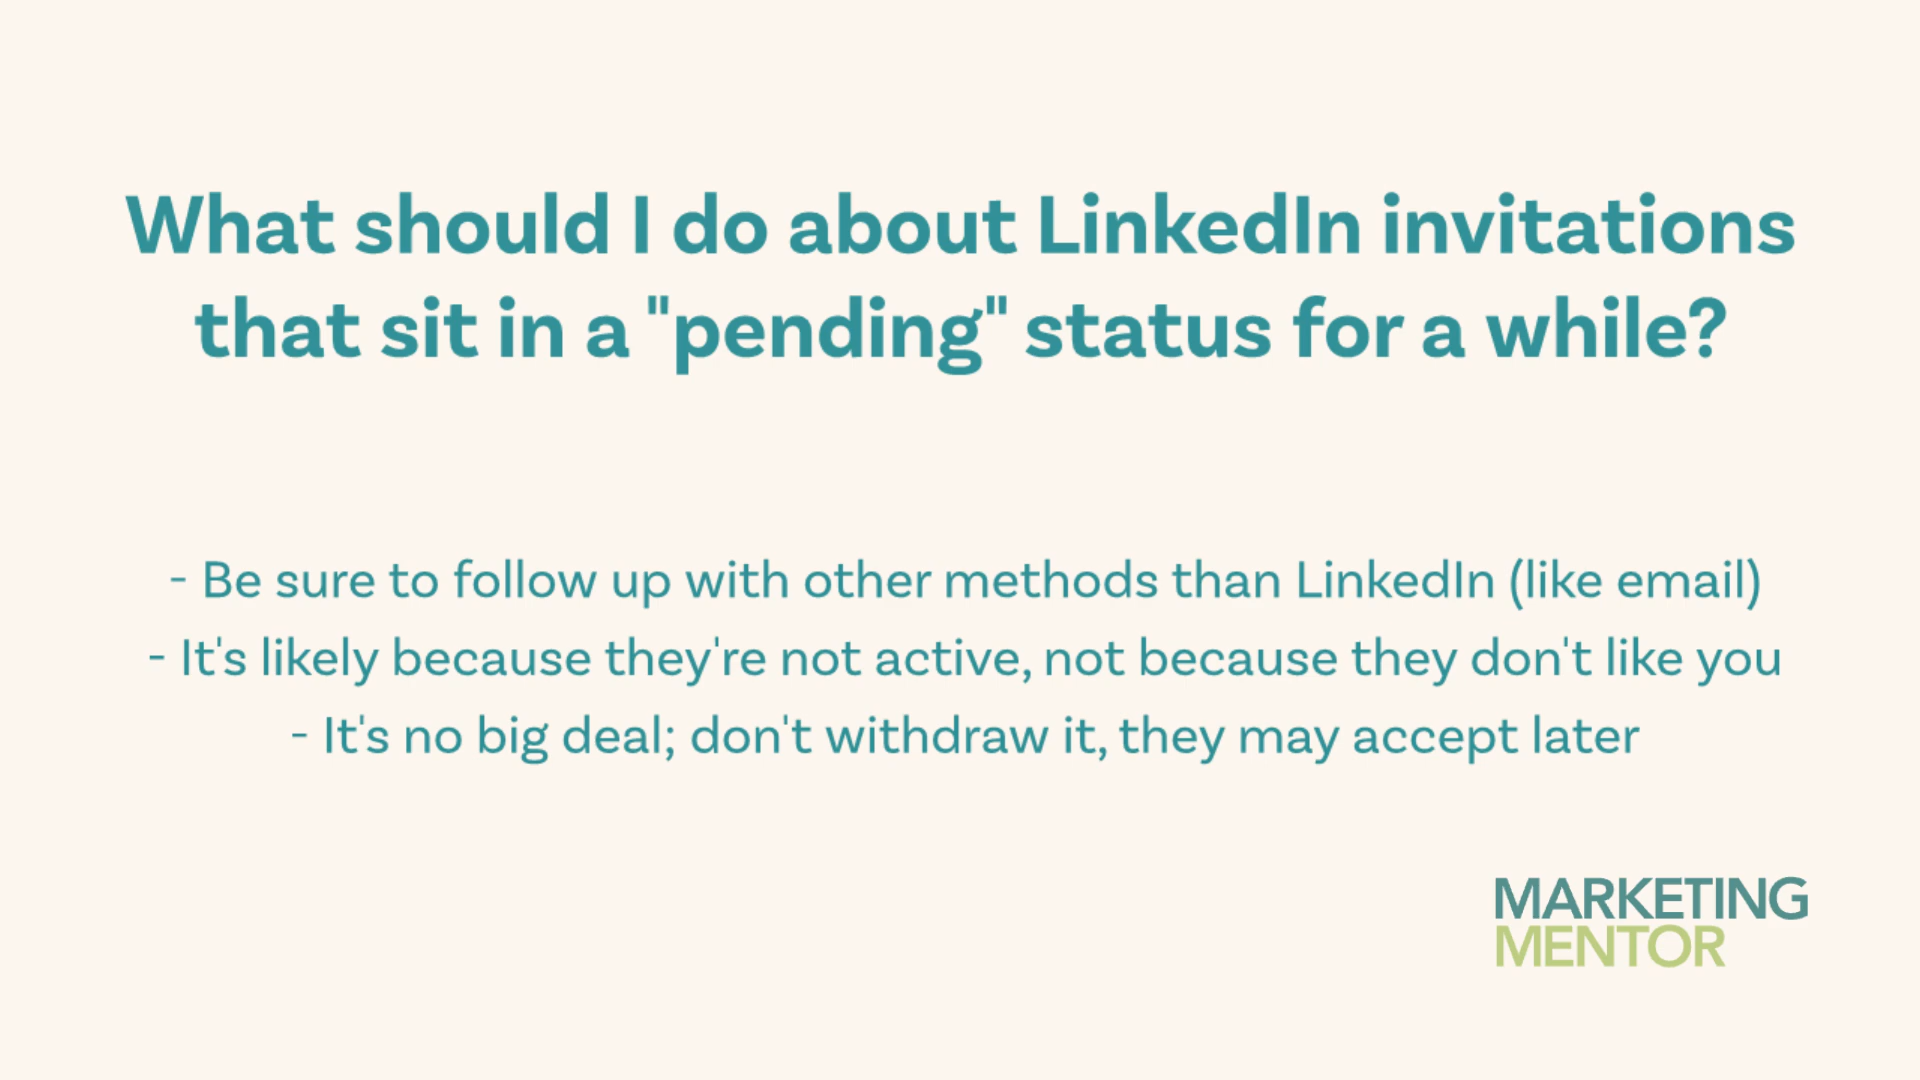 What should I do about LinkedIn invitations
that sit in a "pending" status for a while?
- Be sure to follow up with other methods than LinkedIn (like email)
- It's likely because they're not active, not because they don't like you
- It's no big deal; don't withdraw it, they may accept later
MARKETING
MENTOR